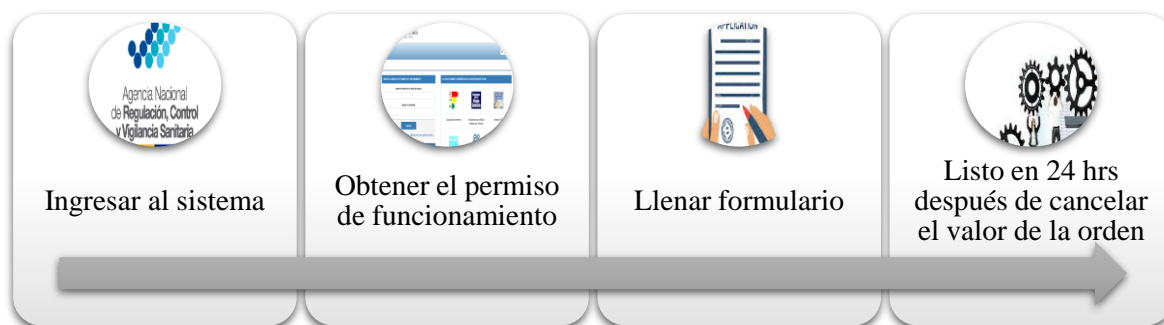 Agencia Nacional
de Regulación, Control
y Vigilancia Sanitaria
Ingresar al sistema
Obtener el permiso
de funcionamiento
APPLICATION
Llenar formulario
Listo en 24 hrs
después de cancelar
el valor de la orden